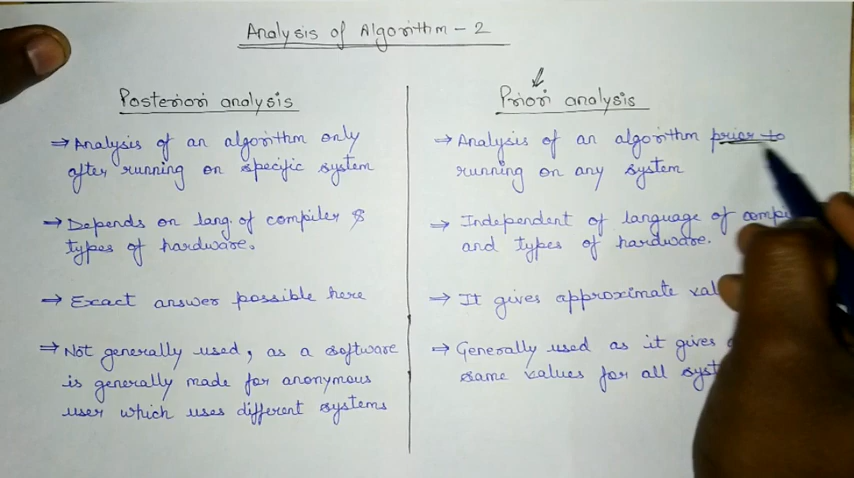 Analysis of Algorithm - 2
Posteriori analysis
⇒ Analysis of an algorithm only
after running on specific system
⇒ Depends on lang. of compiler &
types of hardware.
⇒ Exact answer possible here
⇒ Not generally used, as a software
is generally made for anonymous
user which uses different systems
Priori analysis
⇒ Analysis of an algorithm prior to
running on any system
⇒ Independent of language of
and types of hardware.
⇒ It gives approximate
⇒ Generally used as it gives
same values for all